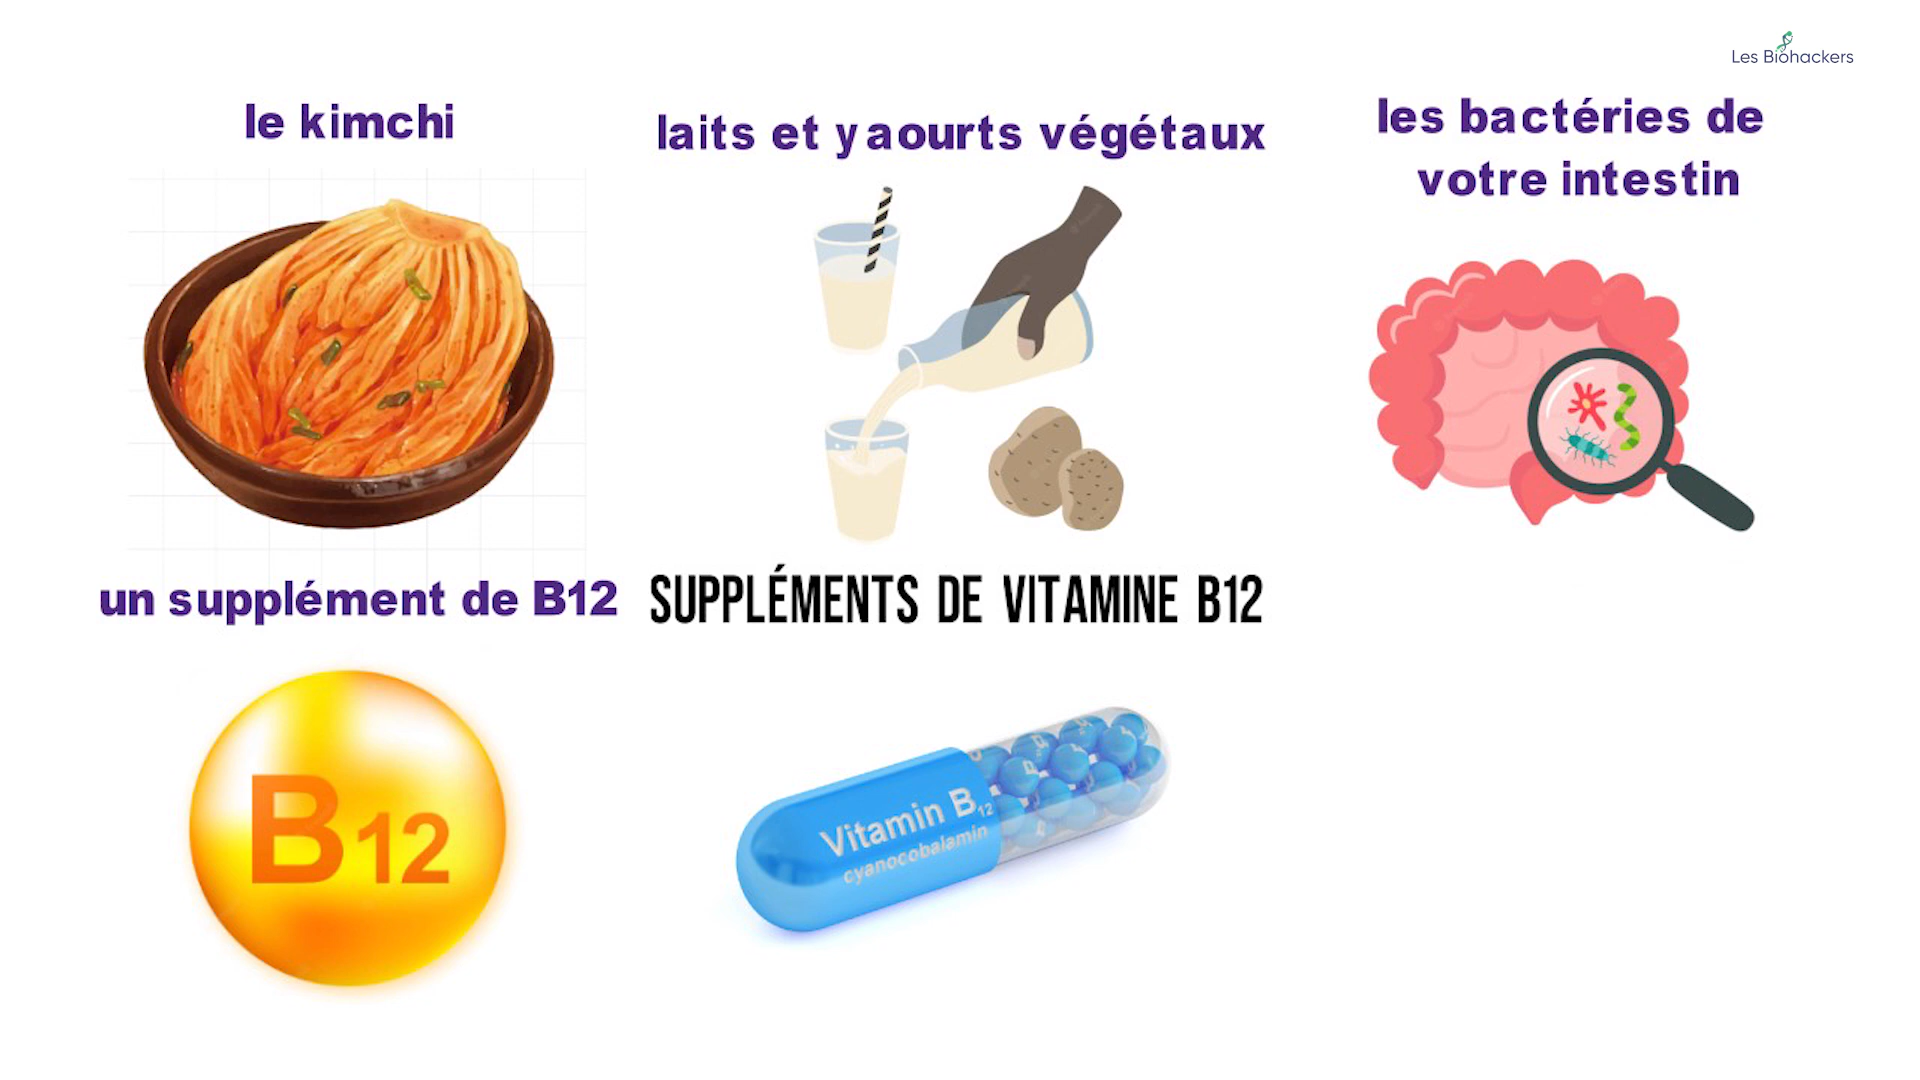 Les Biohackers
le kimchi
laits et yaourts végétaux
les bactéries de
votre intestin
un supplément de B12
SUPPLÉMENTS DE VITAMINE B12
B12
Vitamin B12
cyanocobalamin